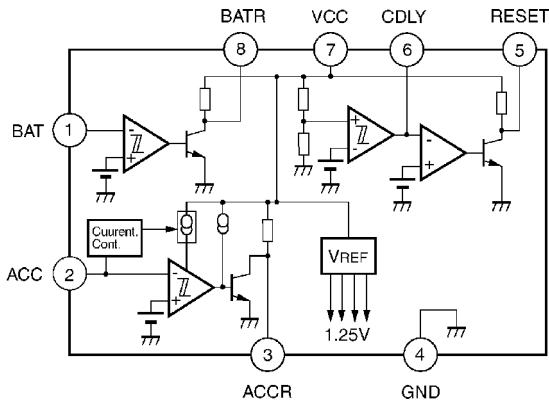 BATR VCC CDLY RESET
8 7 6 5
BAT 1
- + - + - +
Cuurent.
Cont.
ACC 2
- +
VREF
1.25V
3 4
ACCR GND